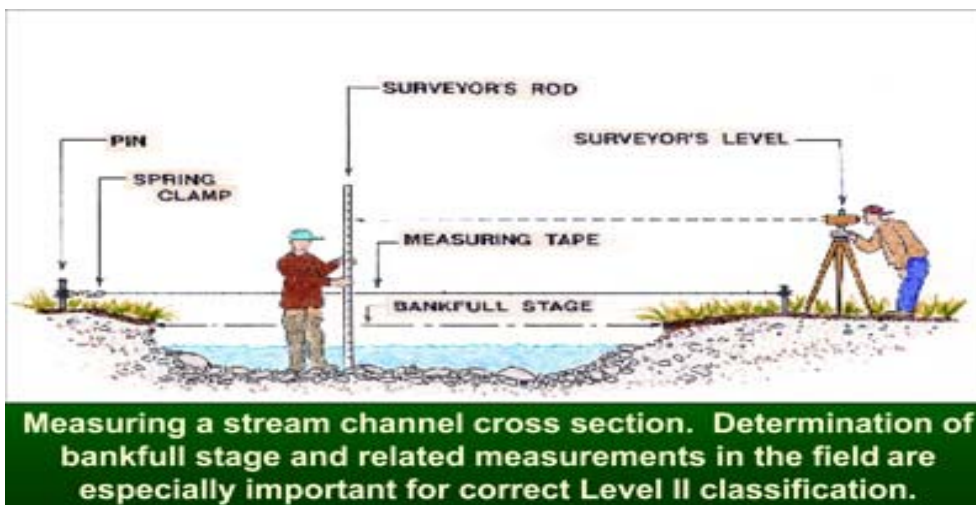 SURVEYOR'S ROD
PIN
SURVEYOR'S LEVEL
SPRING
CLAMP
MEASURING TAPE
BANKFULL STAGE
Measuring a stream channel cross section. Determination of
bankfull stage and related measurements in the field are
especially important for correct Level II classification.